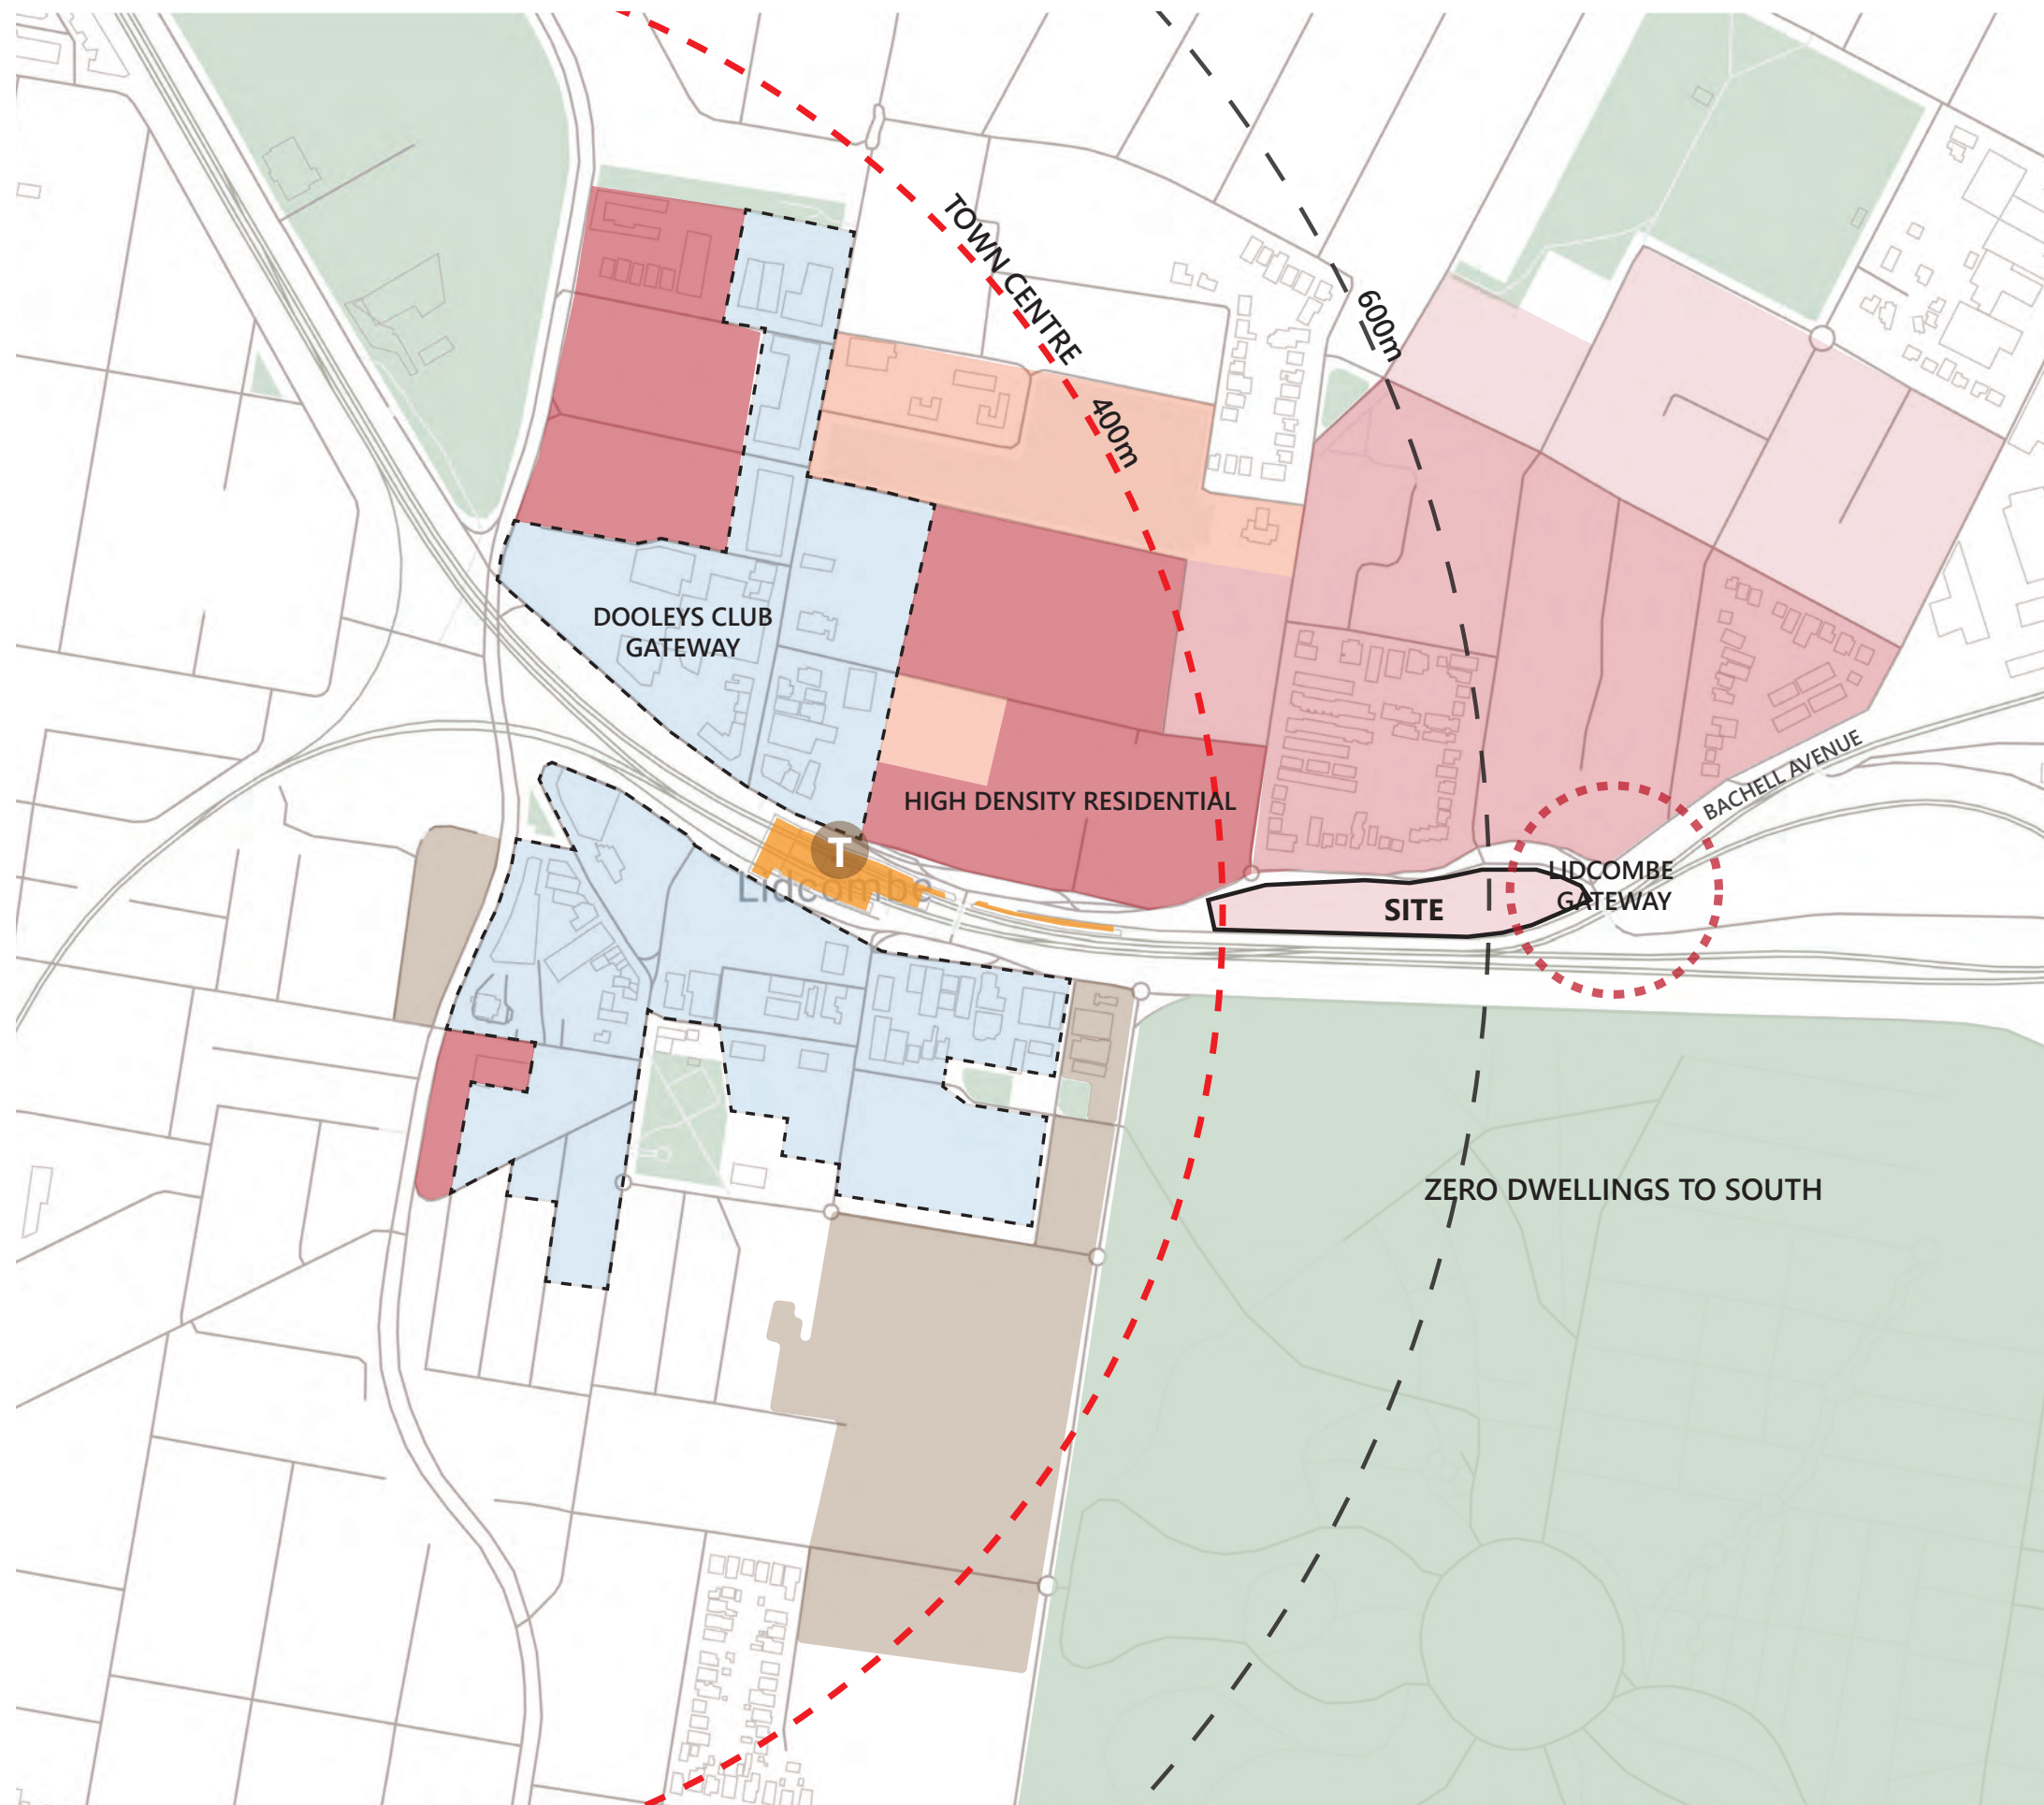 TOWN CENTRE
400m
600m
DOOLEYS CLUB
GATEWAY
HIGH DENSITY RESIDENTIAL
BACHELL AVENUE
T
Lidcombe
LIDCOMBE
GATEWAY
SITE
ZERO DWELLINGS TO SOUTH